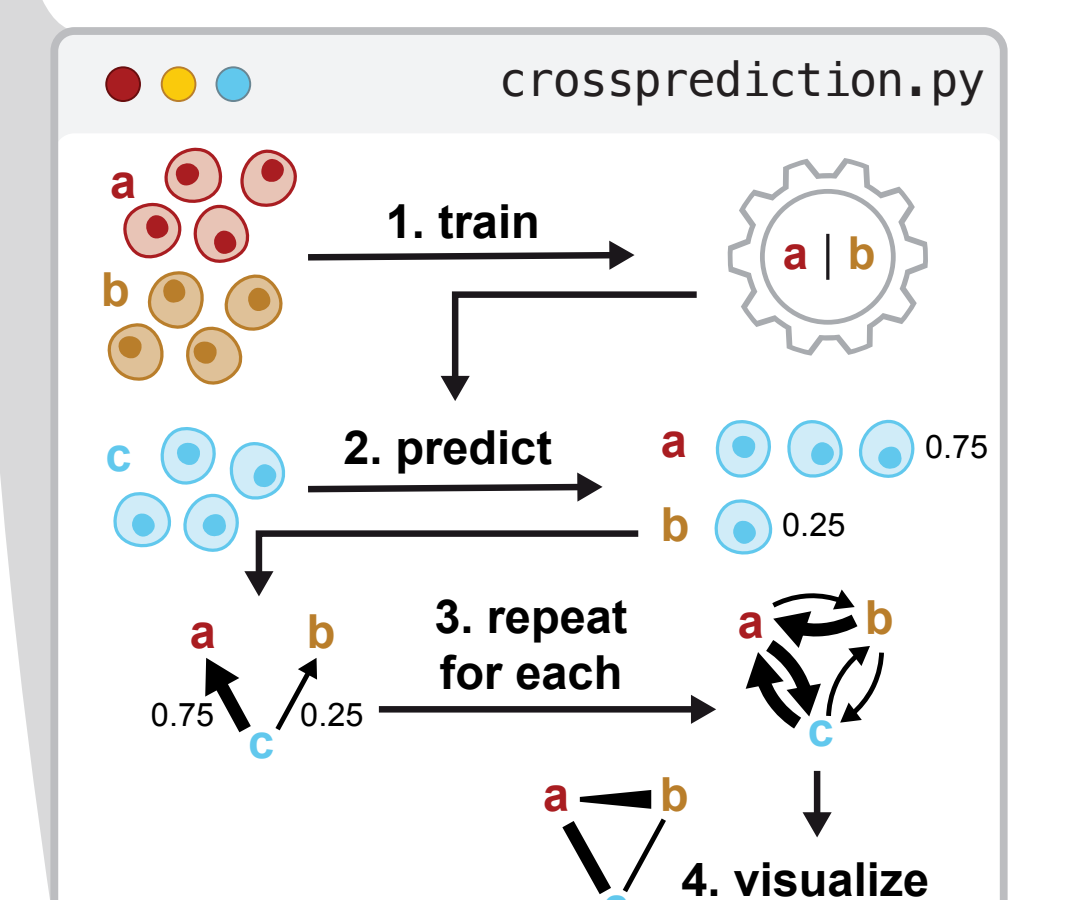 crossprediction.py
a
1. train
a | b
b
c
2. predict
a 0.75
b 0.25
a b
0.75 0.25
c
3. repeat
for each
a b
c
a b
4. visualize